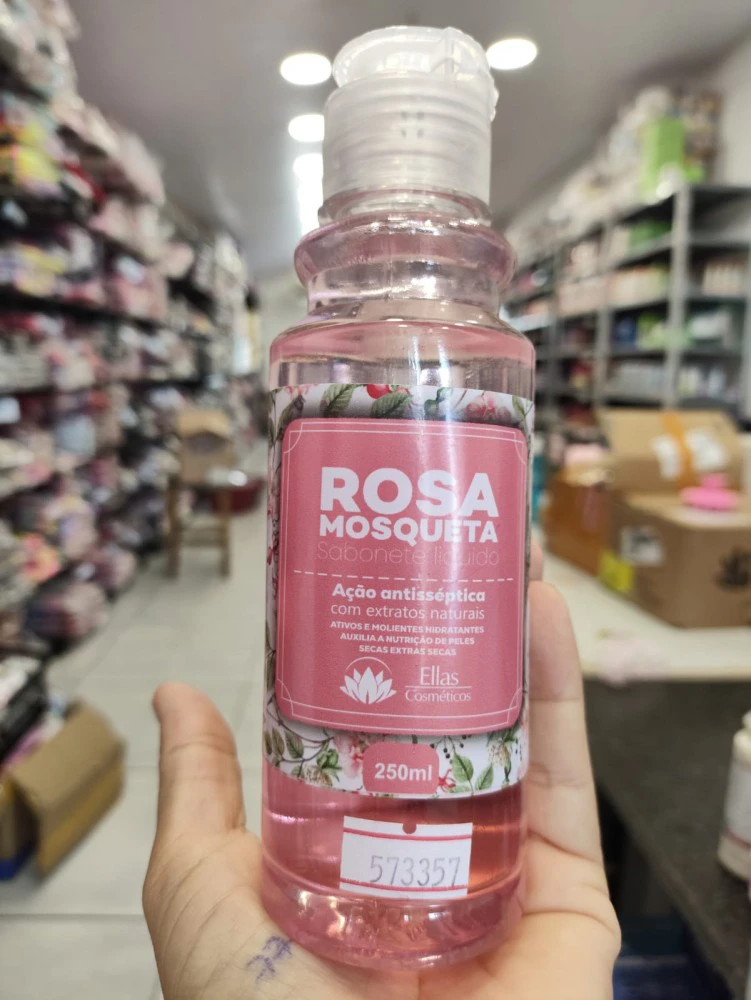 ROSA
MOSQUETA
Sabonete líquido
Ação antisséptica
com extratos naturais
ATIVOS E MOLIENTES HIDRATANTES
AUXILIA A NUTRIÇÃO DE PELES
SECAS EXTRAS SECAS
Ellas
Cosméticos
250ml
573357